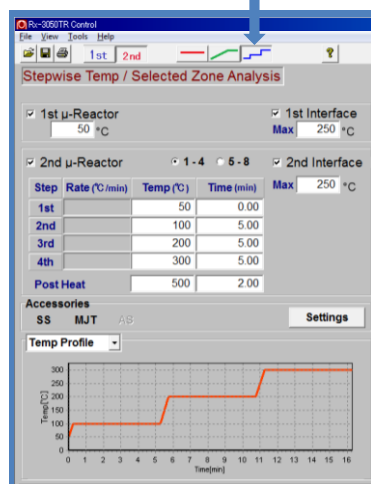 Rx-3050TR Control
File View Tools Help
1st 2nd ?
Stepwise Temp / Selected Zone Analysis
1st µ-Reactor 1st Interface
50 °C Max 250 °C
2nd µ-Reactor 1 - 4 5 - 8 2nd Interface
Max 250 °C
Step Rate (°C/min) Temp (°C) Time (min)
1st 50 0.00
2nd 100 5.00
3rd 200 5.00
4th 300 5.00
Post Heat 500 2.00
Accessories
SS MJT AS Settings
Temp Profile
Temp[°C]
300
250
200
150
100
50
0
0 1 2 3 4 5 6 7 8 9 10 11 12 13 14 15 16
Time[min]